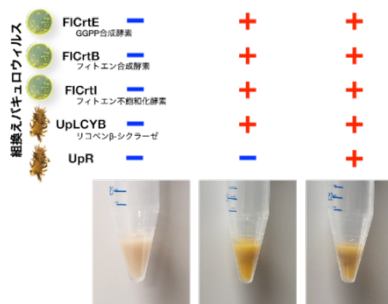 組換えバキュロウィルス
FlCrtE
GGPP合成酵素
FlCrtB
フィトエン合成酵素
FlCrtI
フィトエン不飽和化酵素
UpLCYB
リコペンβ-シクラーゼ
UpR